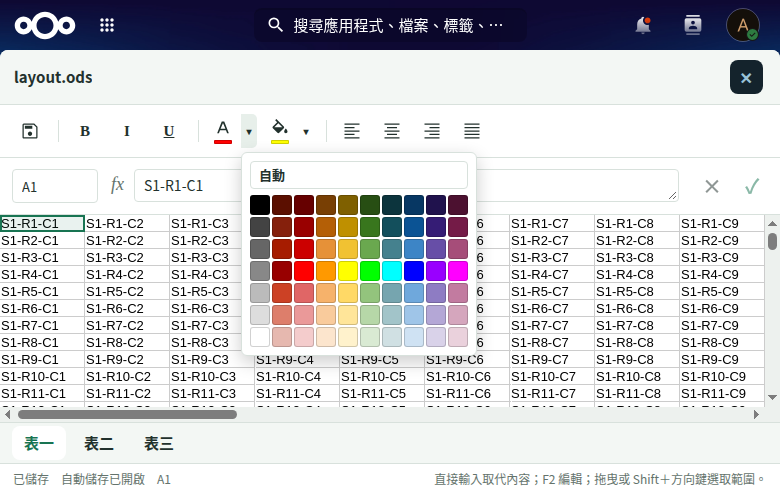 搜尋應用程式、檔案、標籤、…
A
layout.ods
B I U A
A1 fx S1-R1-C1
自動
S1-R1-C1 S1-R1-C2 S1-R1-C3 6 S1-R1-C7 S1-R1-C8 S1-R1-C9
S1-R2-C1 S1-R2-C2 S1-R2-C3 6 S1-R2-C7 S1-R2-C8 S1-R2-C9
S1-R3-C1 S1-R3-C2 S1-R3-C3 6 S1-R3-C7 S1-R3-C8 S1-R3-C9
S1-R4-C1 S1-R4-C2 S1-R4-C3 6 S1-R4-C7 S1-R4-C8 S1-R4-C9
S1-R5-C1 S1-R5-C2 S1-R5-C3 6 S1-R5-C7 S1-R5-C8 S1-R5-C9
S1-R6-C1 S1-R6-C2 S1-R6-C3 6 S1-R6-C7 S1-R6-C8 S1-R6-C9
S1-R7-C1 S1-R7-C2 S1-R7-C3 6 S1-R7-C7 S1-R7-C8 S1-R7-C9
S1-R8-C1 S1-R8-C2 S1-R8-C3 6 S1-R8-C7 S1-R8-C8 S1-R8-C9
S1-R9-C1 S1-R9-C2 S1-R9-C3 S1-R9-C4 S1-R9-C5 S1-R9-C6 S1-R9-C7 S1-R9-C8 S1-R9-C9
S1-R10-C1 S1-R10-C2 S1-R10-C3 S1-R10-C4 S1-R10-C5 S1-R10-C6 S1-R10-C7 S1-R10-C8 S1-R10-C9
S1-R11-C1 S1-R11-C2 S1-R11-C3 S1-R11-C4 S1-R11-C5 S1-R11-C6 S1-R11-C7 S1-R11-C8 S1-R11-C9
表一 表二 表三
已儲存 自動儲存已開啟 A1 直接輸入取代內容；F2 編輯；拖曳或 Shift＋方向鍵選取範圍。